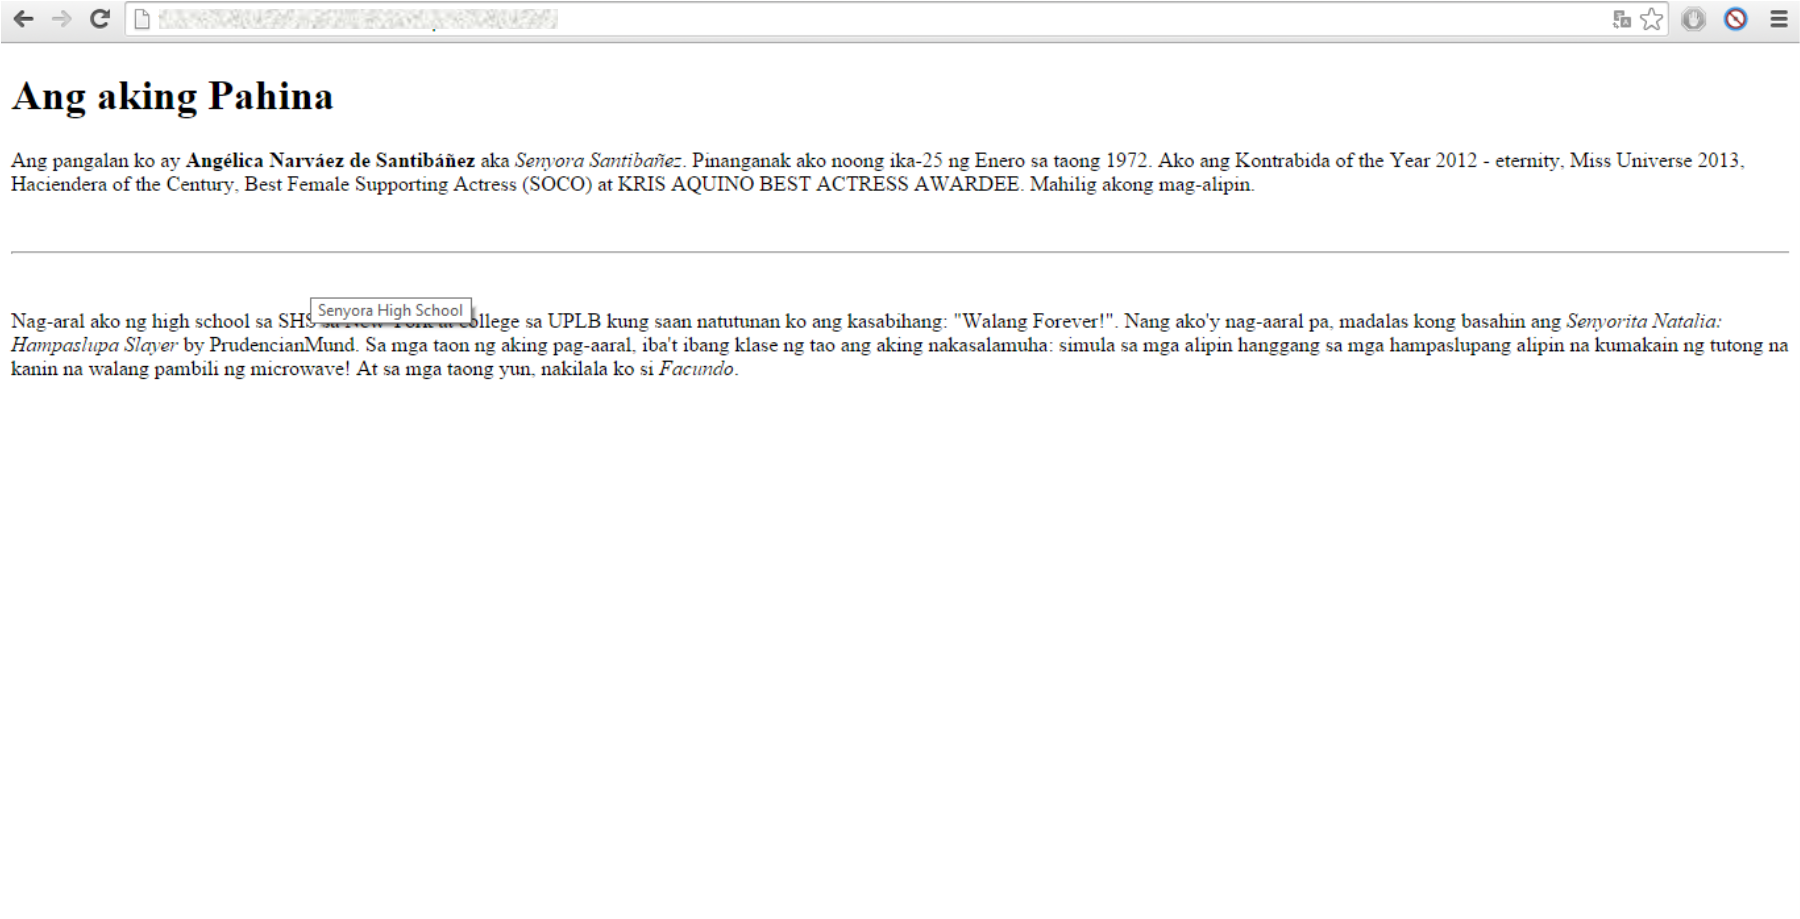 Ang aking Pahina
Ang pangalan ko ay Angélica Narváez de Santibáñez aka Senyora Santibañez. Pinanganak ako noong ika-25 ng Enero sa taong 1972. Ako ang Kontrabida of the Year 2012 - eternity, Miss Universe 2013,
Haciendera of the Century, Best Female Supporting Actress (SOCO) at KRIS AQUINO BEST ACTRESS AWARDEE. Mahilig akong mag-alipin.
Senyora High School
Nag-aral ako ng high school sa SHS sa New York at college sa UPLB kung saan natutunan ko ang kasabihang: "Walang Forever!". Nang ako'y nag-aaral pa, madalas kong basahin ang Senyorita Natalia:
Hampaslupa Slayer by PrudencianMund. Sa mga taon ng aking pag-aaral, iba't ibang klase ng tao ang aking nakasalamuha: simula sa mga alipin hanggang sa mga hampaslupang alipin na kumakain ng tutong na
kanin na walang pambili ng microwave! At sa mga taong yun, nakilala ko si Facundo.